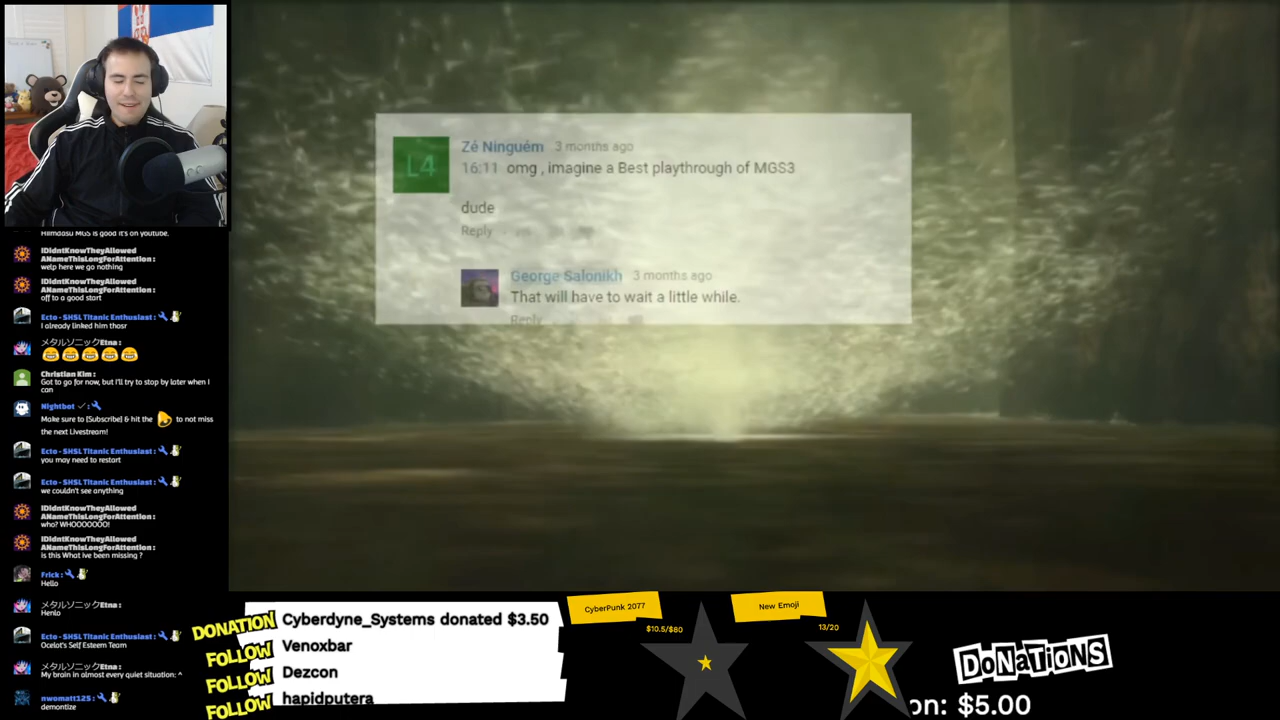 HiImdasu MGS is good it's on youtube.
IDidntKnowTheyAllowed
ANameThisLongForAttention :
welp here we go nothing
IDidntKnowTheyAllowed
ANameThisLongForAttention :
off to a good start
Ecto - SHSL Titanic Enthusiast :
I already linked him thosr
メタルソニックEtna :
Christian Kim :
Got to go for now, but I'll try to stop by later when I
can
Nightbot ✓ :
Make sure to [Subscribe] & hit the to not miss
the next Livestream!
Ecto - SHSL Titanic Enthusiast :
you may need to restart
Ecto - SHSL Titanic Enthusiast :
we couldn't see anything
IDidntKnowTheyAllowed
ANameThisLongForAttention :
who? WHOOOOOOO!
IDidntKnowTheyAllowed
ANameThisLongForAttention :
is this What ive been missing ?
Frick :
Hello
メタルソニックEtna :
Henlo
Ecto - SHSL Titanic Enthusiast :
Ocelot's Self Esteem Team
メタルソニックEtna :
My brain in almost every quiet situation: ^
nwomatt125 :
demontize
L4
Zé Ninguém 3 months ago
16:11 omg , imagine a Best playthrough of MGS3
dude
Reply
George Salonikh 3 months ago
That will have to wait a little while.
Reply
DONATION Cyberdyne_Systems donated $3.50
FOLLOW Venoxbar
FOLLOW Dezcon
FOLLOW hapidputera
CyberPunk 2077
$10.5/$80
New Emoji
13/20
DONATIONS
on: $5.00